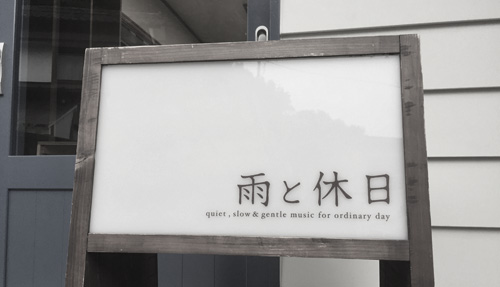 雨と休日
quiet , slow & gentle music for ordinary day